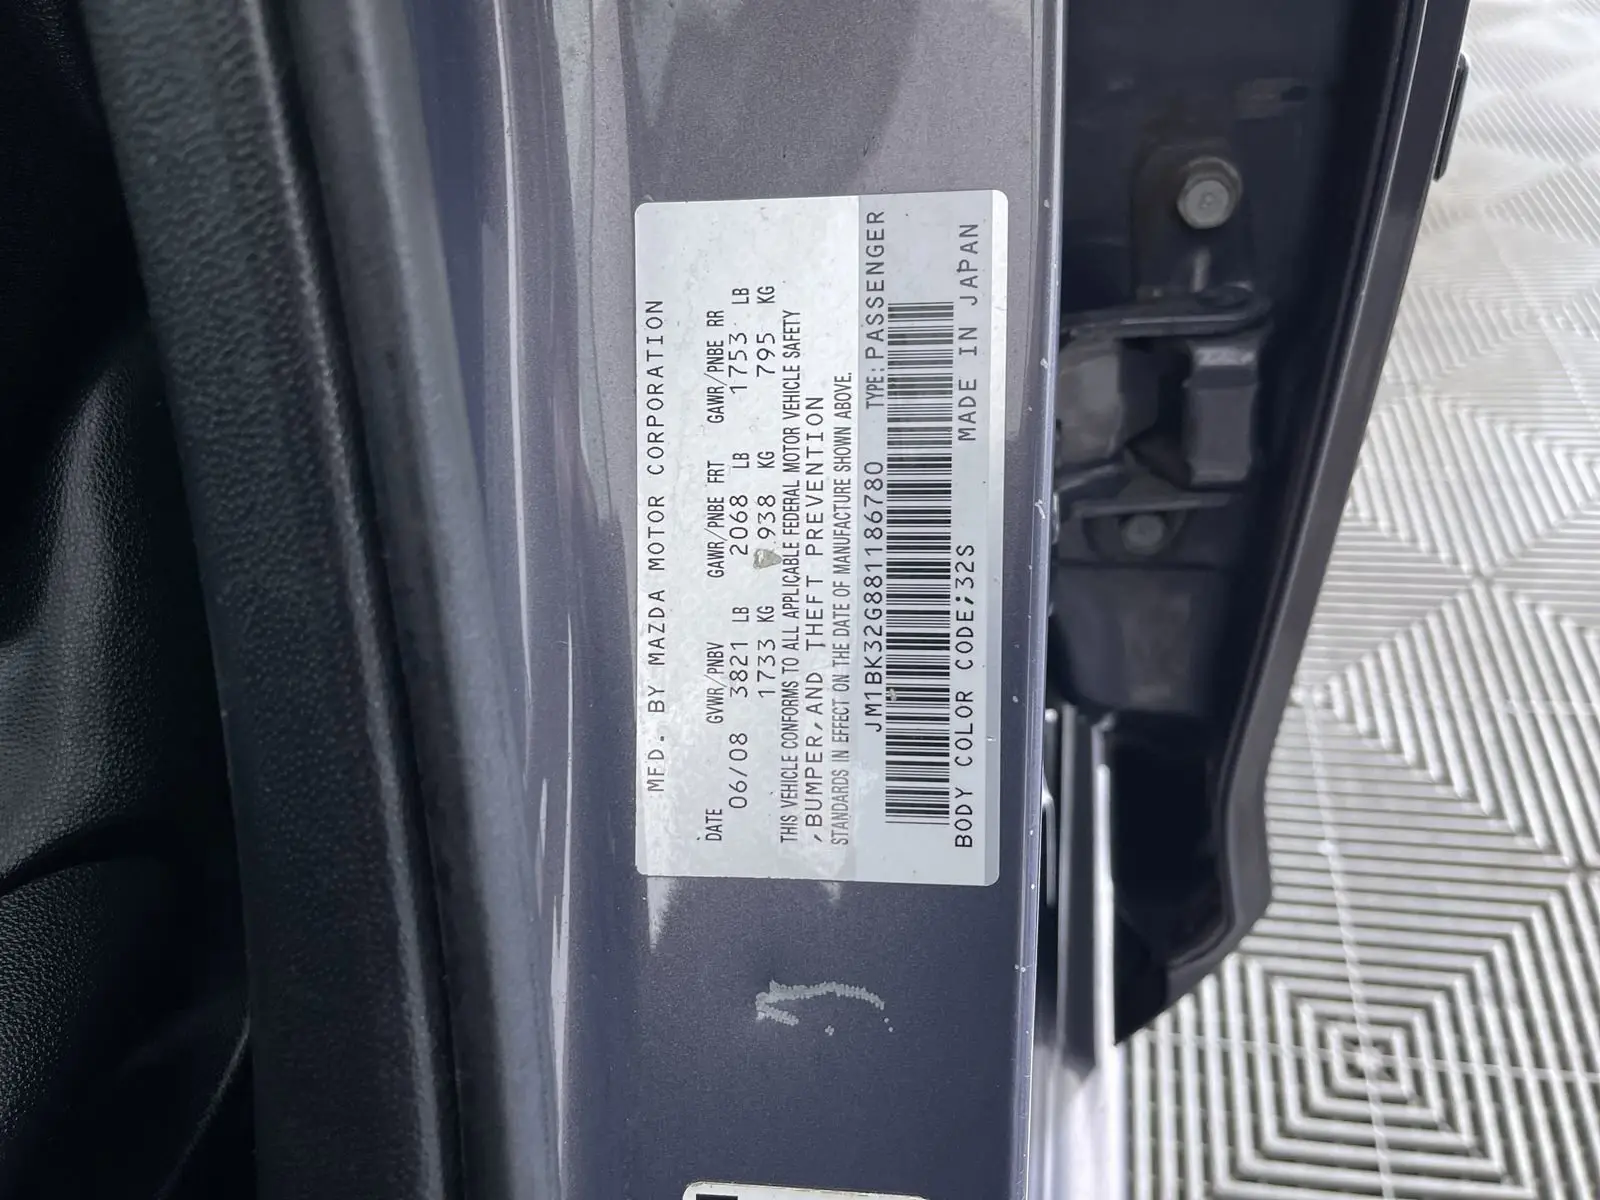 MFD. BY MAZDA MOTOR CORPORATION
DATE GVWR/PNBV GAWR/PNBE FRT GAWR/PNBE RR
06/08 3821 LB 2068 LB 1753 LB
1733 KG 938 KG 795 KG
THIS VEHICLE CONFORMS TO ALL APPLICABLE FEDERAL MOTOR VEHICLE SAFETY
,BUMPER,AND THEFT PREVENTION
STANDARDS IN EFFECT ON THE DATE OF MANUFACTURE SHOWN ABOVE.
JM1BK32G881186780 TYPE:PASSENGER
BODY COLOR CODE;32S MADE IN JAPAN